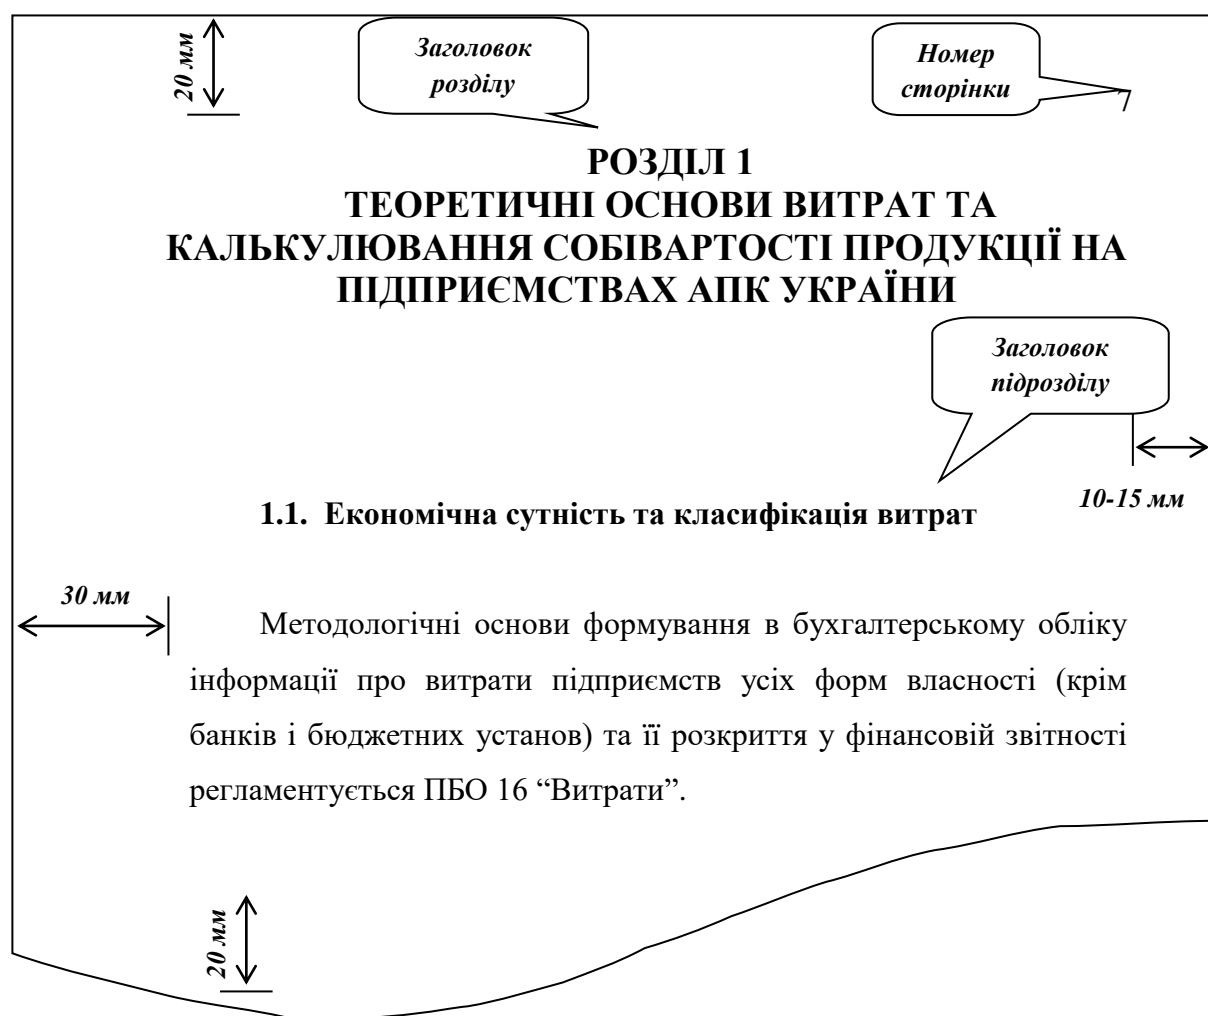 20 мм
Заголовок
розділу
Номер
сторінки
7
РОЗДІЛ 1
ТЕОРЕТИЧНІ ОСНОВИ ВИТРАТ ТА
КАЛЬКУЛЮВАННЯ СОБІВАРТОСТІ ПРОДУКЦІЇ НА
ПІДПРИЄМСТВАХ АПК УКРАЇНИ
Заголовок
підрозділу
10-15 мм
1.1. Економічна сутність та класифікація витрат
30 мм
Методологічні основи формування в бухгалтерському обліку
інформації про витрати підприємств усіх форм власності (крім
банків і бюджетних установ) та її розкриття у фінансовій звітності
регламентується ПБО 16 “Витрати”.
20 мм